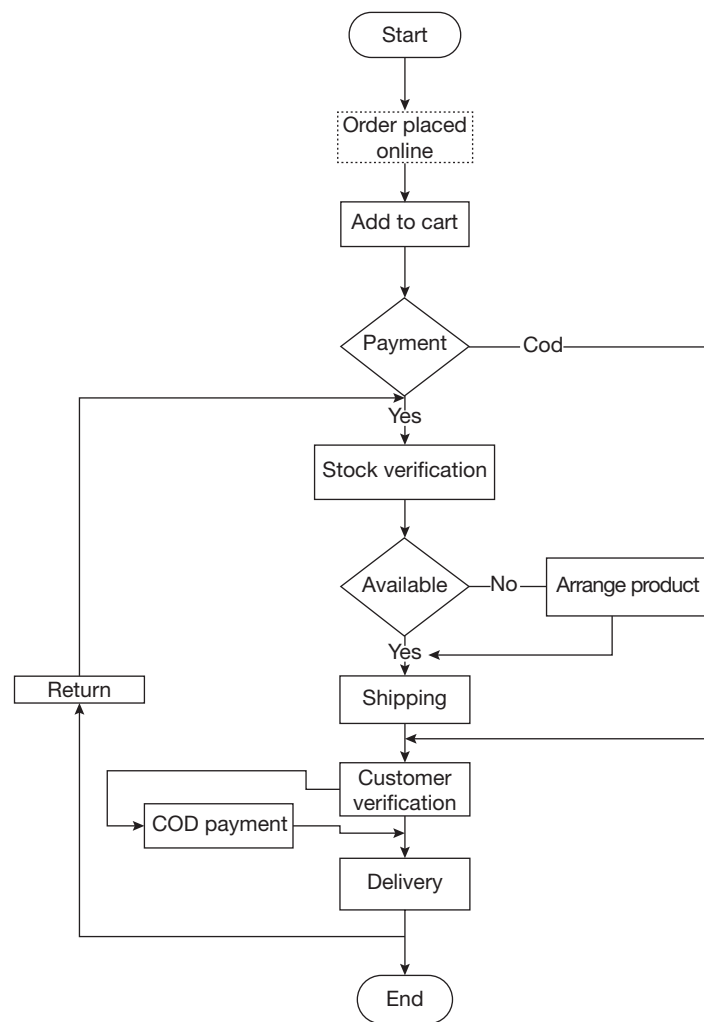 Start
Order placed
online
Add to cart
Payment
Cod
Yes
Stock verification
Available
No
Arrange product
Yes
Return
Shipping
Customer
verification
COD payment
Delivery
End